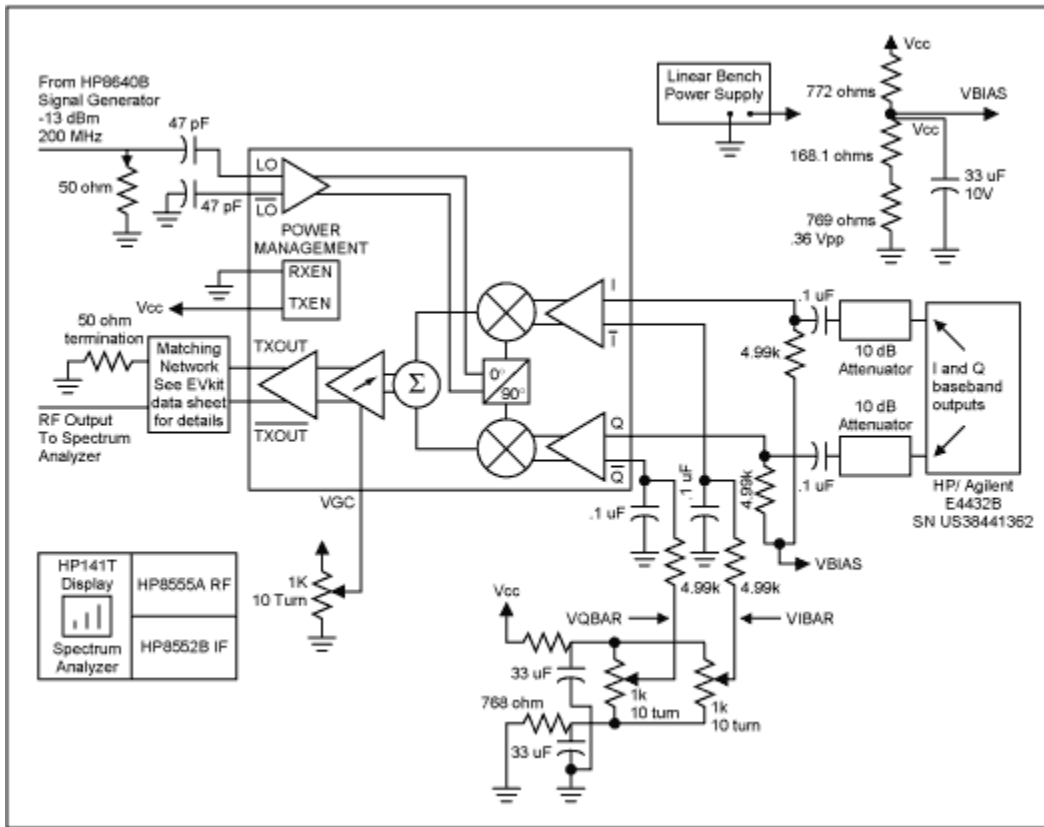 From HP8640B
Signal Generator
-13 dBm
200 MHz
47 pF
50 ohm
47 pF
LO
LO
POWER
MANAGEMENT
RXEN
TXEN
Vcc
50 ohm
termination
Matching
Network
See EVkit
data sheet
for details
TXOUT
TXOUT
RF Output
To Spectrum
Analyzer
Σ
0°
90°
I
I
Q
Q
VGC
1K
10 Turn
HP141T
Display
Spectrum
Analyzer
HP8555A RF
HP8552B IF
Linear Bench
Power Supply
Vcc
772 ohms
VBIAS
Vcc
168.1 ohms
33 uF
10V
769 ohms
.36 Vpp
.1 uF
4.99k
10 dB
Attenuator
I and Q
baseband
outputs
10 dB
Attenuator
.1 uF
4.99k
HP/ Agilent
E4432B
SN US38441362
.1 uF
.1 uF
VBIAS
4.99k
4.99k
Vcc
VQBAR
VIBAR
33 uF
1k
10 turn
1k
10 turn
768 ohm
33 uF